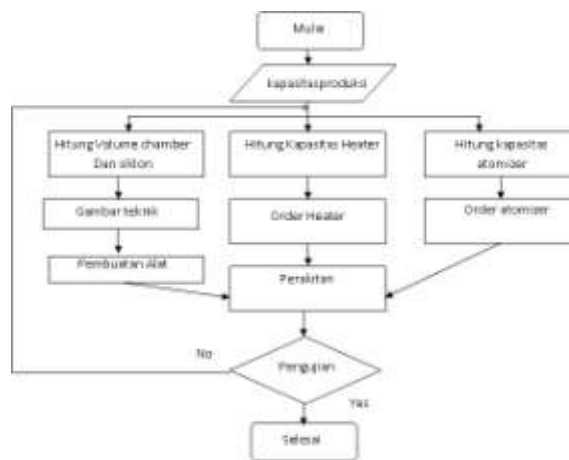 Mulai
kapasitasproduksi
Hitung Volume chamber
Dan siklon
Hitung Kapasitas Heater
Hitung kapasitas
atomizer
Gambar teknik
Order Heater
Order atomizer
Pembuatan Alat
Perakitan
No
Pengujian
Yes
Selesai